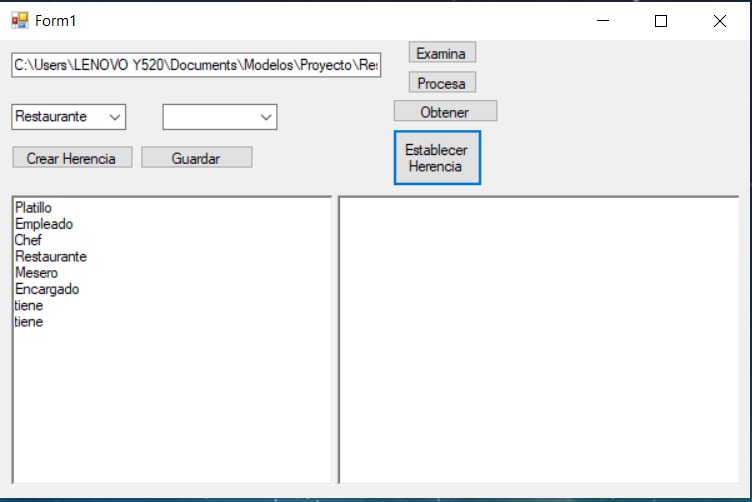 Form1
C:\Users\LENOVO Y520\Documents\Modelos\Proyecto\Res
Examina
Procesa
Restaurante
Obtener
Crear Herencia
Guardar
Establecer
Herencia
Platillo
Empleado
Chef
Restaurante
Mesero
Encargado
tiene
tiene